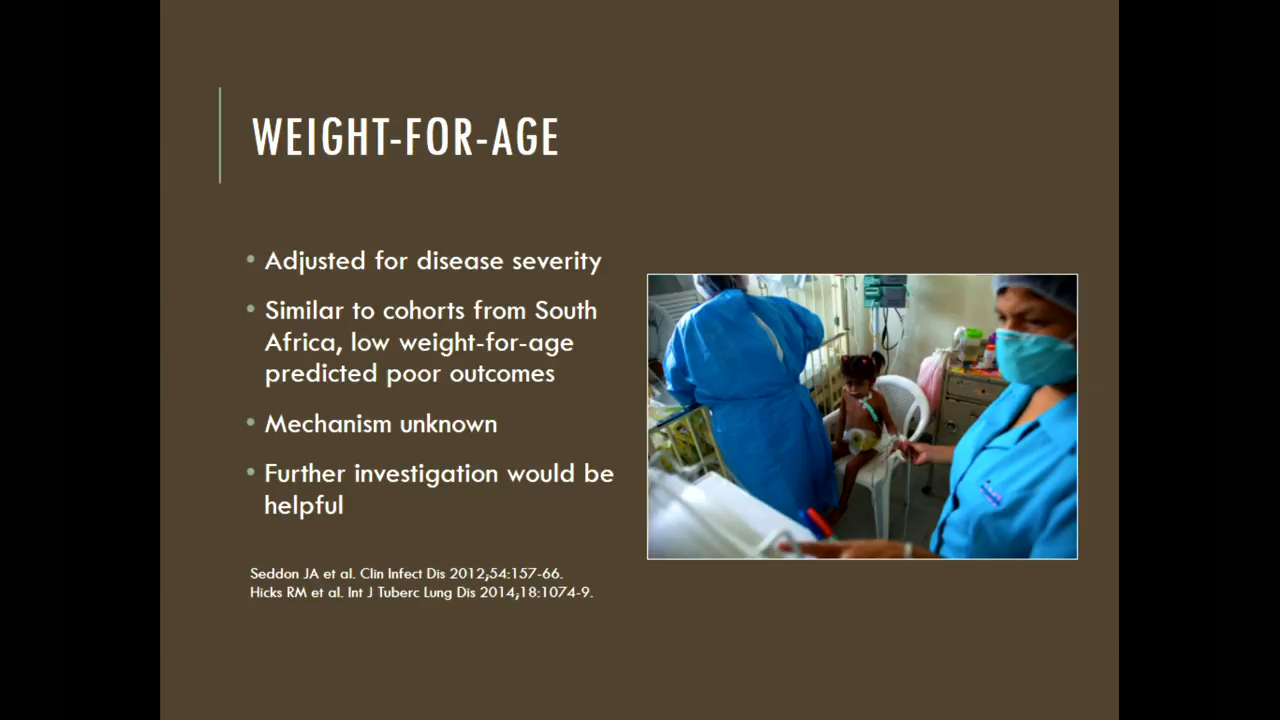 WEIGHT-FOR-AGE
• Adjusted for disease severity
• Similar to cohorts from South
Africa, low weight-for-age
predicted poor outcomes
• Mechanism unknown
• Further investigation would be
helpful
Seddon JA et al. Clin Infect Dis 2012,54:157-66.
Hicks RM et al. Int J Tuberc Lung Dis 2014,18:1074-9.